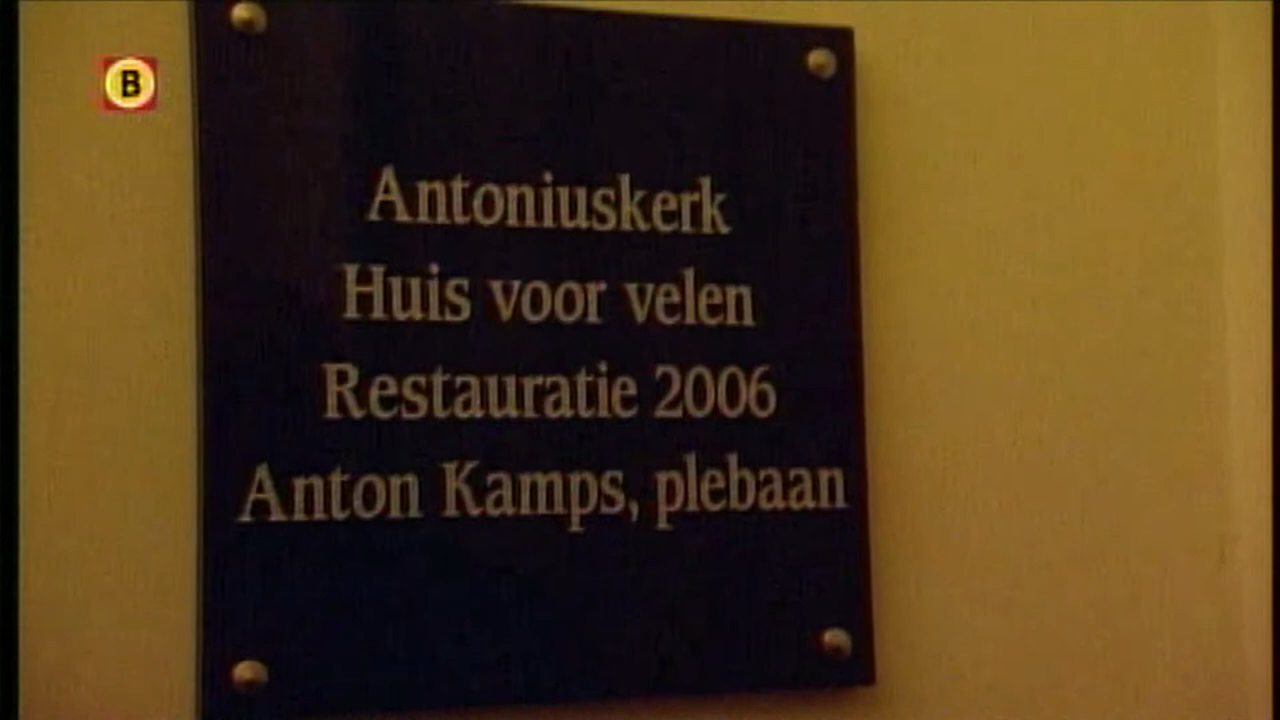 B
Antoniuskerk
Huis voor velen
Restauratie 2006
Anton Kamps, plebaan